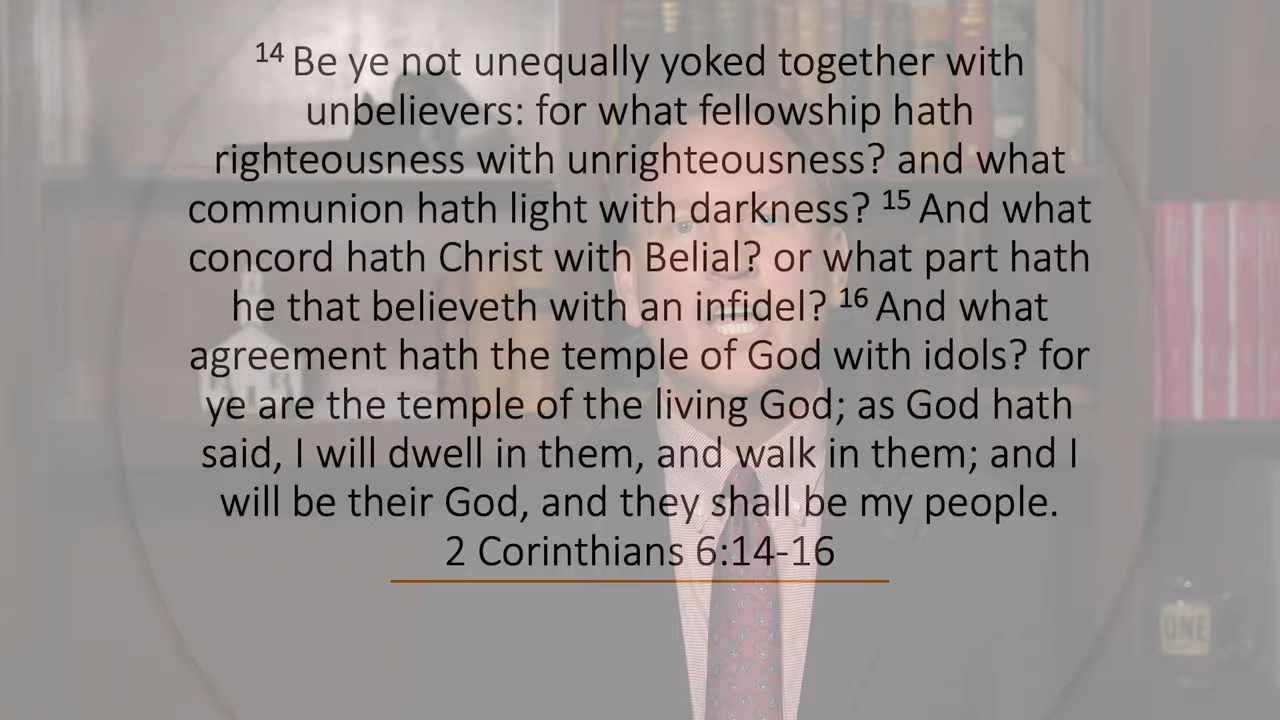 14 Be ye not unequally yoked together with
unbelievers: for what fellowship hath
righteousness with unrighteousness? and what
communion hath light with darkness? 15 And what
concord hath Christ with Belial? or what part hath
he that believeth with an infidel? 16 And what
agreement hath the temple of God with idols? for
ye are the temple of the living God; as God hath
said, I will dwell in them, and walk in them; and I
will be their God, and they shall be my people.
2 Corinthians 6:14-16
ONE